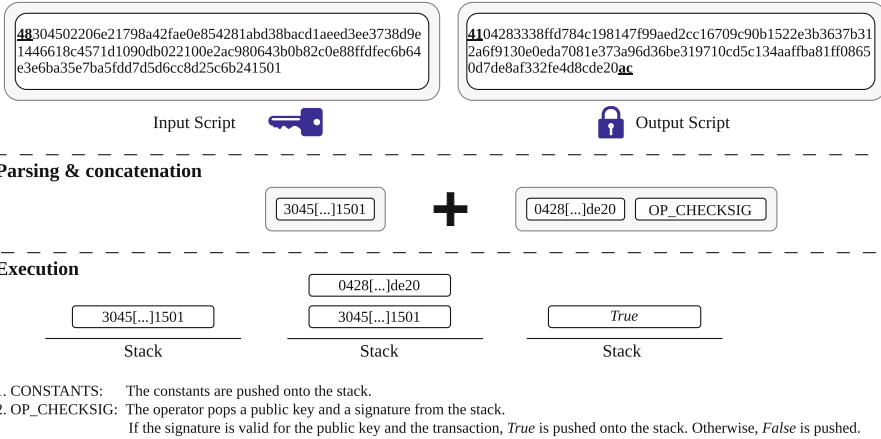 48304502206e21798a42fae0e854281abd38bacd1aeed3ee3738d9e
1446618c4571d1090db022100e2ac980643b0b82c0e88ffdfec6b64
e3e6ba35e7ba5fdd7d5d6cc8d25c6b241501
4104283338ffd784c198147f99aed2cc16709c90b1522e3b3637b31
2a6f9130e0eda7081e373a96d36be319710cd5c134aaffba81ff0865
0d7de8af332fe4d8cde20ac
Input Script
Output Script
Parsing & concatenation
3045[...]1501
+
0428[...]de20
OP_CHECKSIG
Execution
0428[...]de20
3045[...]1501
3045[...]1501
True
Stack
Stack
Stack
1. CONSTANTS: The constants are pushed onto the stack.
2. OP_CHECKSIG: The operator pops a public key and a signature from the stack.
If the signature is valid for the public key and the transaction, True is pushed onto the stack. Otherwise, False is pushed.